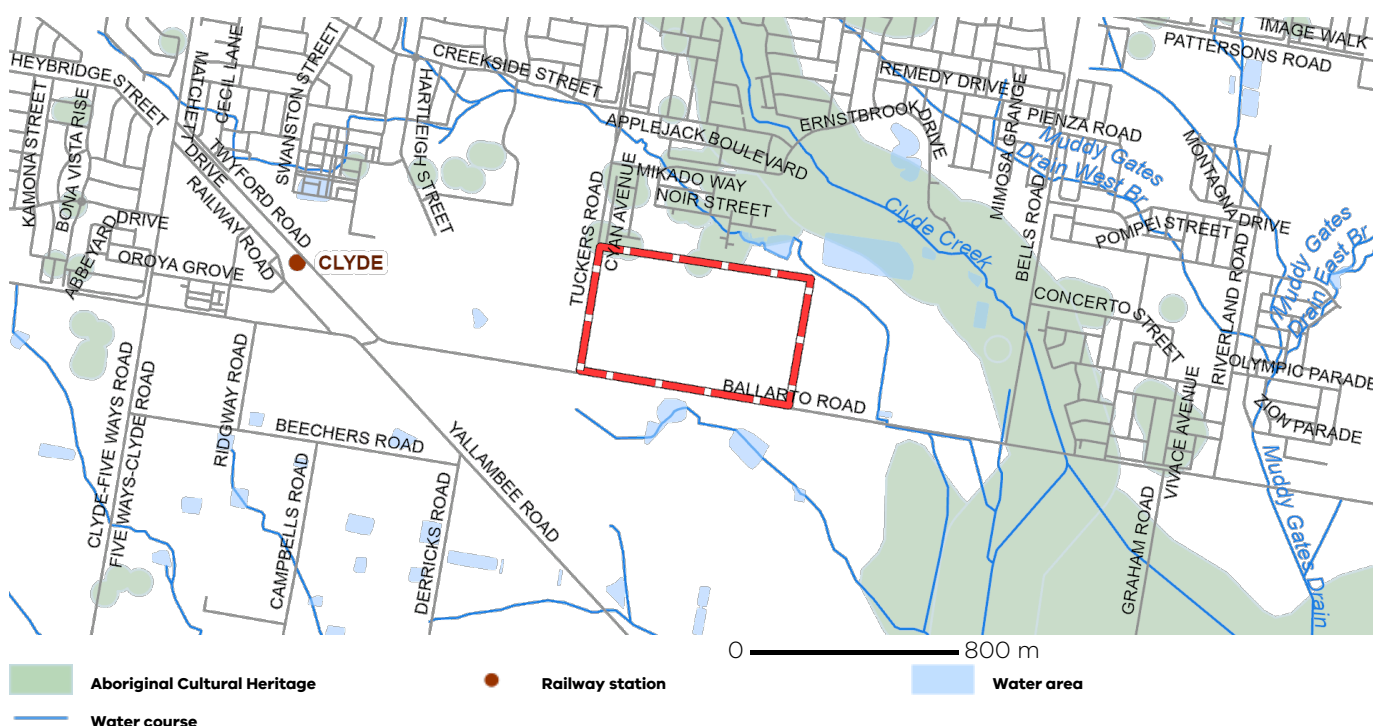 IMAGE WALK
PATTERSONS ROAD
HEYBRIDGE STREET
MATCHETT DRIVE
CECIL LANE
SWANSTON STREET
CREEKSIDE STREET
HARTLEIGH STREET
REMEDY DRIVE
MIMOSA GRANGE
PIENZA ROAD
ERNSTBROOK DRIVE
APPLEJACK BOULEVARD
KAMONA STREET
BONA VISTA RISE
TWYFORD ROAD
RAILWAY ROAD
Muddy Gates
Drain West Br
MONTAGNA DRIVE
MIKADO WAY
NOIR STREET
TUCKERS ROAD
CYAN AVENUE
Clyde Creek
BELLS ROAD
POMPEI STREET
DRIVE
ABBEYARD
OROYA GROVE
CLYDE
Muddy Gates
Drain East Br
RIVERLAND ROAD
CONCERTO STREET
OLYMPIC PARADE
ZION PARADE
VIVACE AVENUE
BALLARTO ROAD
CLYDE-FIVE WAYS ROAD
FIVE WAYS-CLYDE ROAD
RIDGWAY ROAD
BEECHERS ROAD
CAMPBELLS ROAD
DERRICKS ROAD
YALLAMBEE ROAD
GRAHAM ROAD
Muddy Gates Drain
0 800 m
Aboriginal Cultural Heritage
Railway station
Water area
Water course